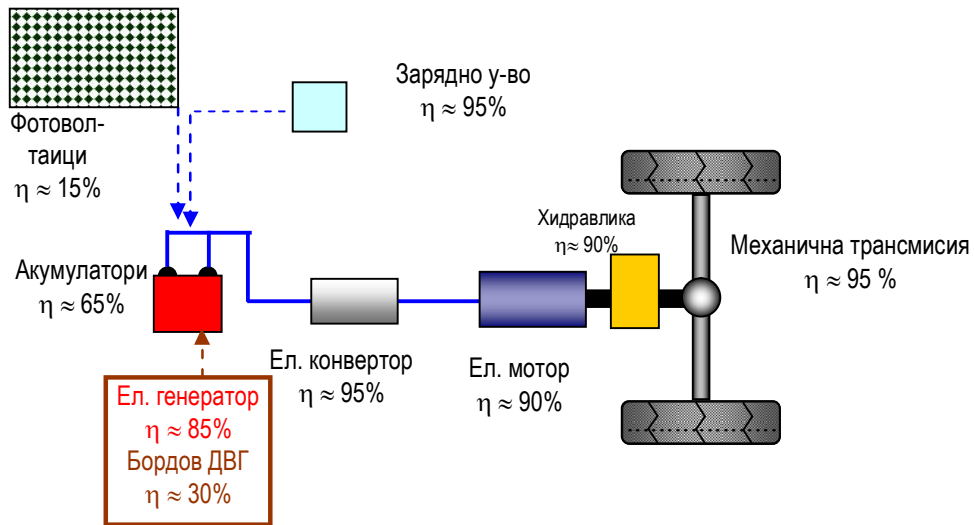 Фотовол-
таици
η ≈ 15%
Зарядно у-во
η ≈ 95%
Акумулатори
η ≈ 65%
Ел. генератор
η ≈ 85%
Бордов ДВГ
η ≈ 30%
Ел. конвертор
η ≈ 95%
Ел. мотор
η ≈ 90%
Хидравлика
η≈ 90%
Механична трансмисия
η ≈ 95 %